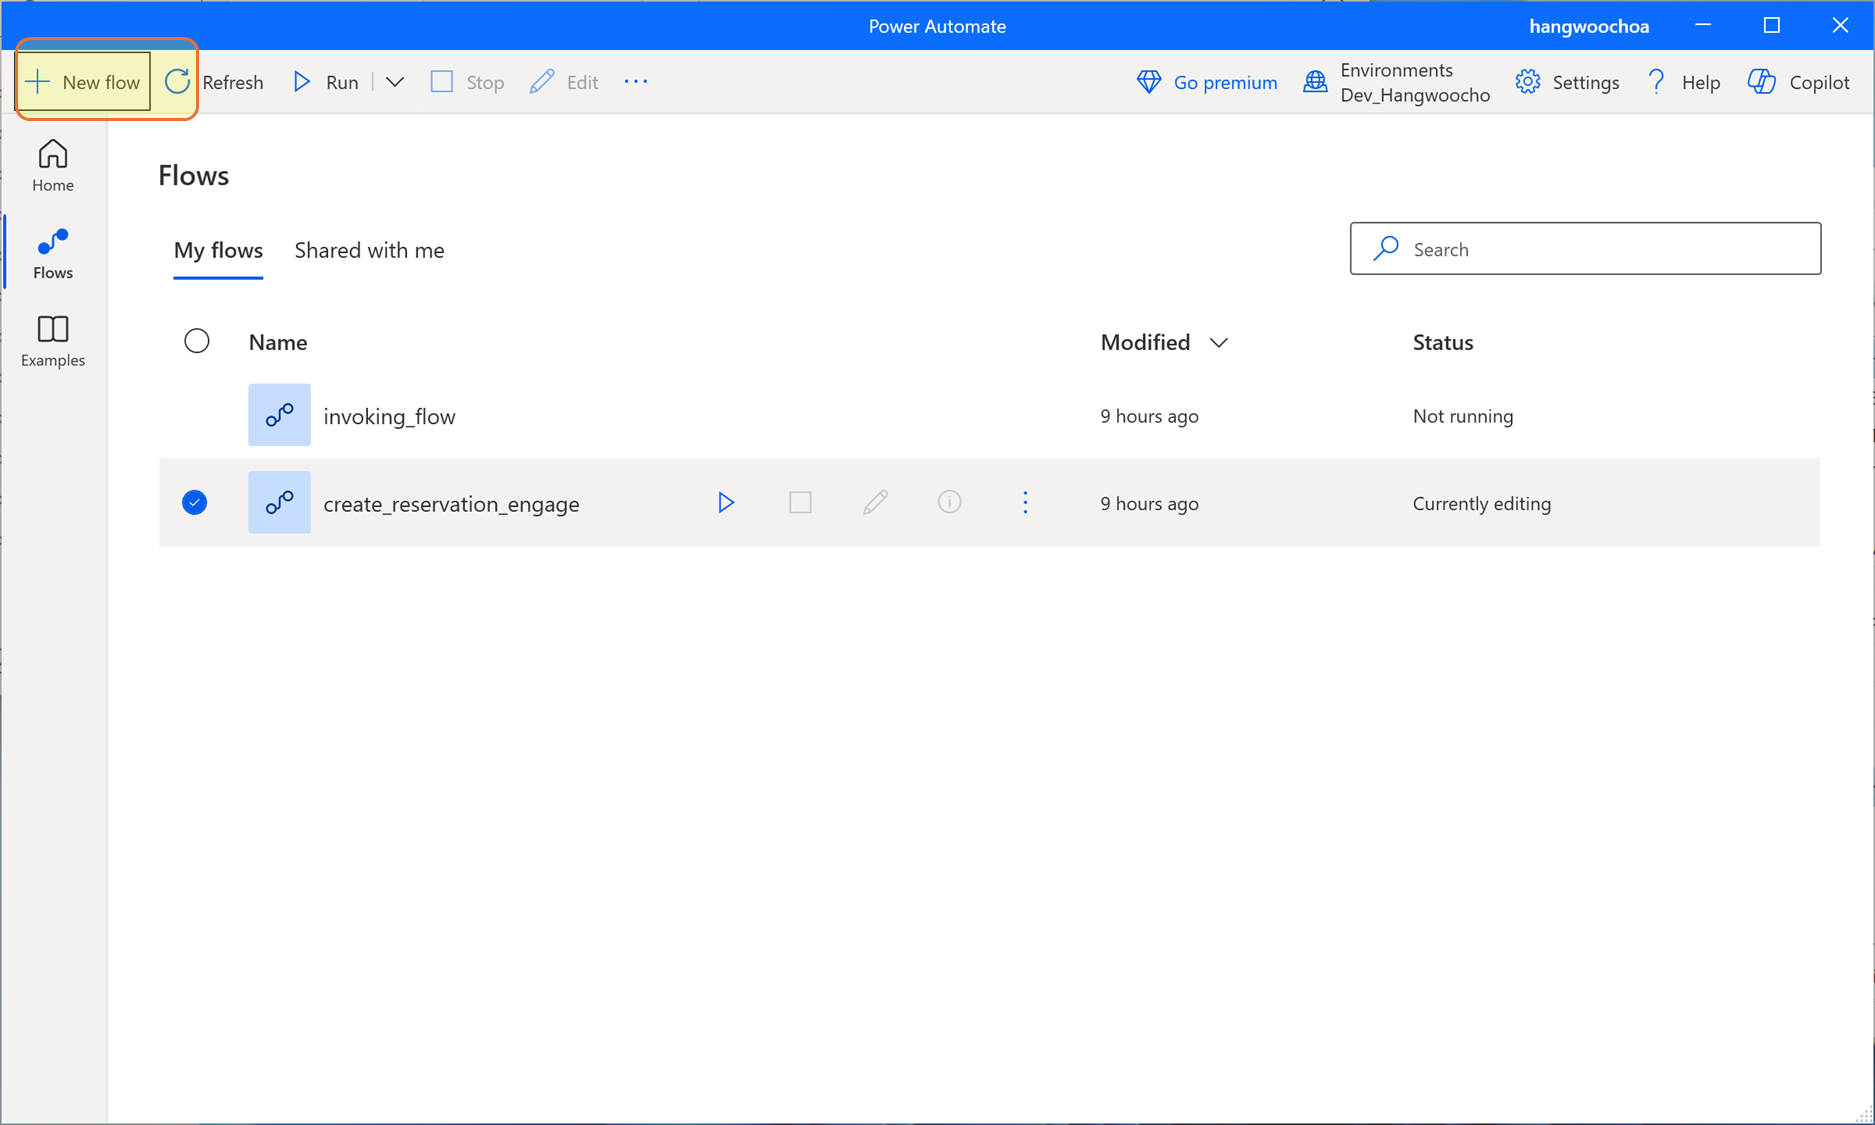 Power Automate
hangwoochoa
New flow
Refresh
Run
Stop
Edit
Go premium
Environments
Dev_Hangwoocho
Settings
Help
Copilot
Home
Flows
Examples
Flows
My flows
Shared with me
Search
Name
Modified
Status
invoking_flow
9 hours ago
Not running
create_reservation_engage
9 hours ago
Currently editing